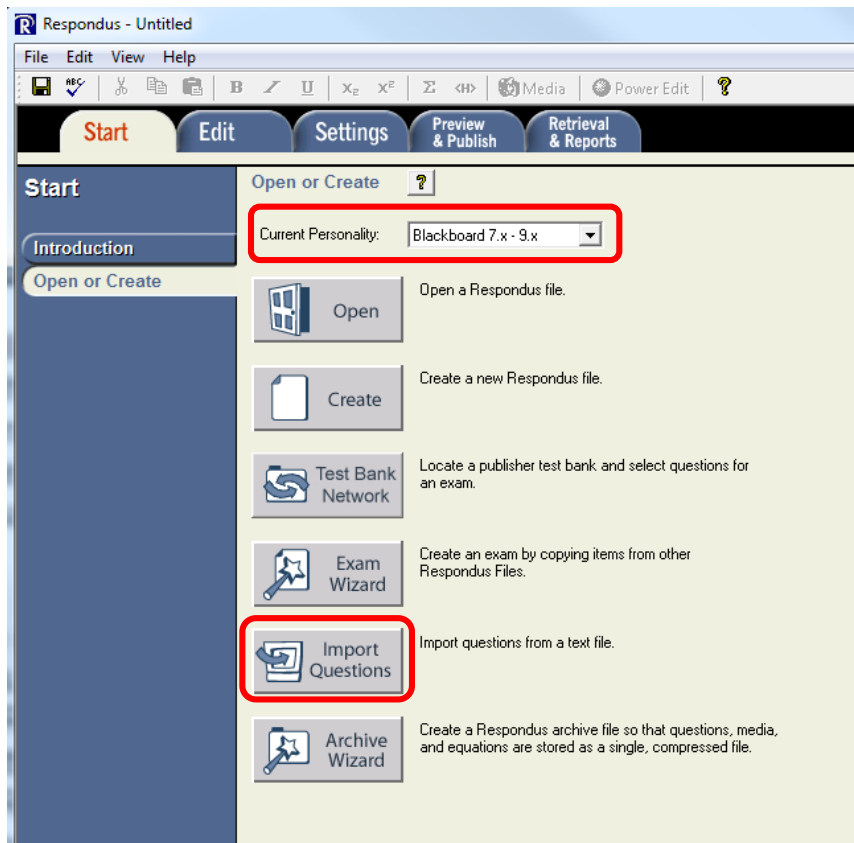 Respondus - Untitled
File Edit View Help
ABC B I U X₂ X² Σ <H> Media Power Edit ?
Start Edit Settings Preview & Publish Retrieval & Reports
Start
Introduction
Open or Create
Open or Create ?
Current Personality: Blackboard 7.x - 9.x
Open
Open a Respondus file.
Create
Create a new Respondus file.
Test Bank
Network
Locate a publisher test bank and select questions for
an exam.
Exam
Wizard
Create an exam by copying items from other
Respondus Files.
Import
Questions
Import questions from a text file.
Archive
Wizard
Create a Respondus archive file so that questions, media,
and equations are stored as a single, compressed file.